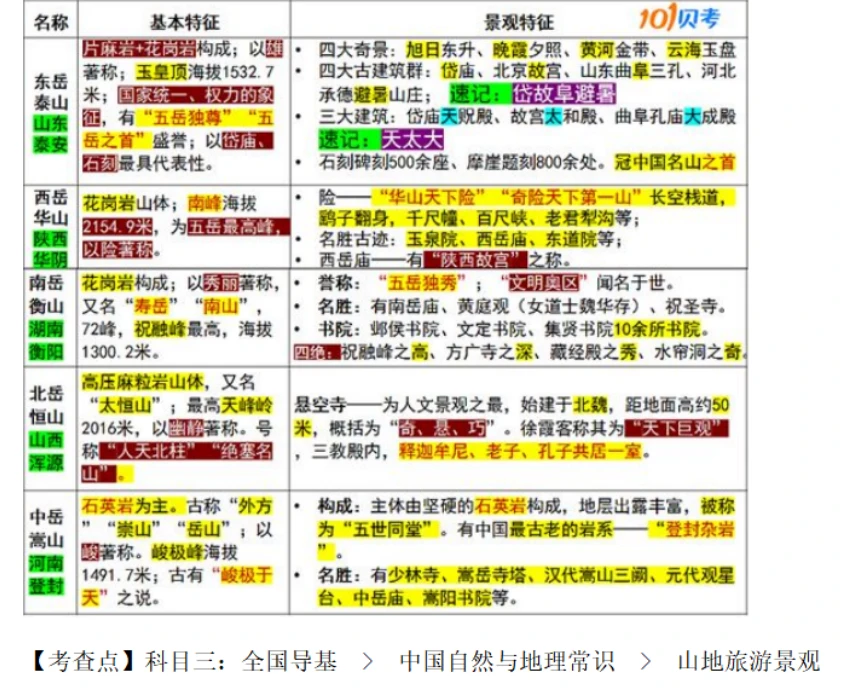 名称
基本特征
景观特征
101贝考
东岳
泰山
山东
泰安
片麻岩+花岗岩构成；以雄
著称；玉皇顶海拔1532.7
米；国家统一、权力的象
征，有“五岳独尊”“五
岳之首”盛誉；以岱庙、
石刻最具代表性。
• 四大奇景：旭日东升、晚霞夕照、黄河金带、云海玉盘
• 四大古建筑群：岱庙、北京故宫、山东曲阜三孔、河北
承德避暑山庄； 速记：岱故阜避暑
• 三大建筑：岱庙天贶殿、故宫太和殿、曲阜孔庙大成殿
速记：天太大
• 石刻碑刻500余座、摩崖题刻800余处。冠中国名山之首
西岳
华山
陕西
华阴
花岗岩山体；南峰海拔
2154.9米，为五岳最高峰，
以险著称。
• 险——“华山天下险”“奇险天下第一山”长空栈道，
鹞子翻身，千尺幢、百尺峡、老君犁沟等；
• 名胜古迹：玉泉院、西岳庙、东道院等；
• 西岳庙——有“陕西故宫”之称。
南岳
衡山
湖南
衡阳
花岗岩构成；以秀丽著称，
又名“寿岳”“南山”，
72峰，祝融峰最高，海拔
1300.2米。
• 誉称：“五岳独秀”；“文明奥区”闻名于世。
• 名胜：有南岳庙、黄庭观（女道士魏华存）、祝圣寺。
• 书院：邺侯书院、文定书院、集贤书院10余所书院。
四绝：祝融峰之高、方广寺之深、藏经殿之秀、水帘洞之奇。
北岳
恒山
山西
浑源
高压麻粒岩山体，又名
“太恒山”；最高天峰岭
2016米，以幽静著称。号
称“人天北柱”“绝塞名
山”。
悬空寺——为人文景观之最，始建于北魏，距地面高约50
米，概括为“奇、悬、巧”。徐霞客称其为“天下巨观”
，三教殿内，释迦牟尼、老子、孔子共居一室。
中岳
嵩山
河南
登封
石英岩为主。古称“外方
”“崇山”“岳山”；以
峻著称。峻极峰海拔
1491.7米；古有“峻极于
天”之说。
• 构成：主体由坚硬的石英岩构成，地层出露丰富，被称
为“五世同堂”。有中国最古老的岩系——“登封杂岩
”。
• 名胜：有少林寺、嵩岳寺塔、汉代嵩山三阙、元代观星
台、中岳庙、嵩阳书院等。
【考查点】科目三：全国导基 > 中国自然与地理常识 > 山地旅游景观